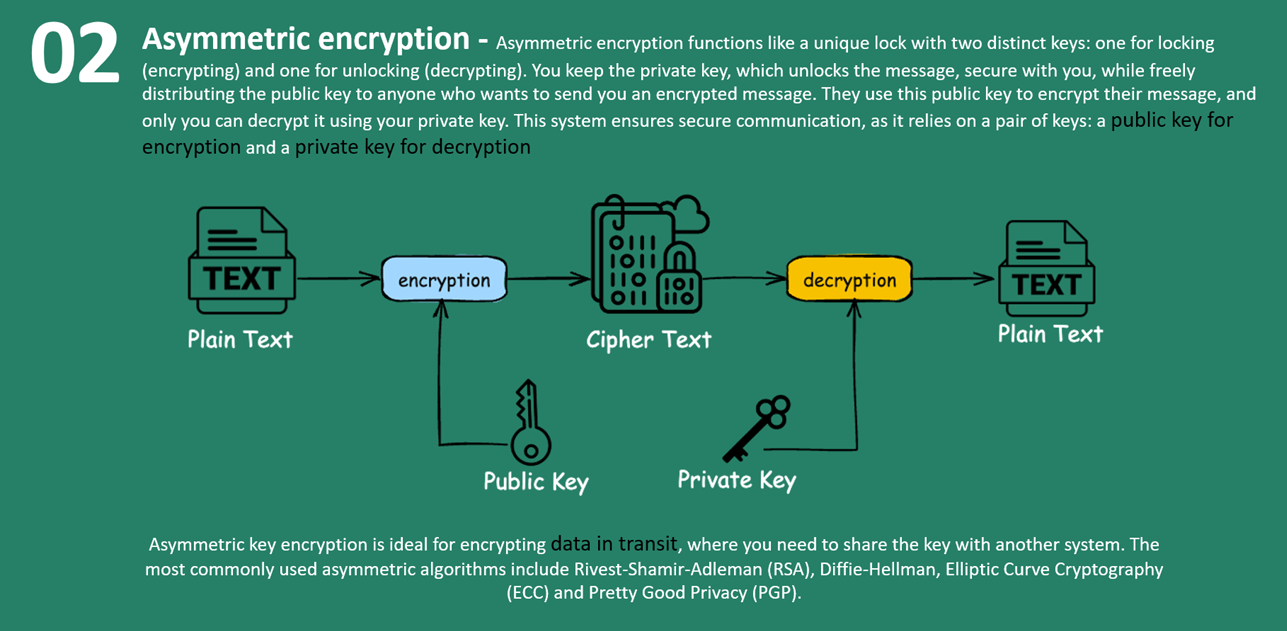 02
Asymmetric encryption - Asymmetric encryption functions like a unique lock with two distinct keys: one for locking
(encrypting) and one for unlocking (decrypting). You keep the private key, which unlocks the message, secure with you, while freely
distributing the public key to anyone who wants to send you an encrypted message. They use this public key to encrypt their message, and
only you can decrypt it using your private key. This system ensures secure communication, as it relies on a pair of keys: a public key for
encryption and a private key for decryption
TEXT
Plain Text
encryption
Cipher Text
decryption
TEXT
Plain Text
Public Key
Private Key
Asymmetric key encryption is ideal for encrypting data in transit, where you need to share the key with another system. The
most commonly used asymmetric algorithms include Rivest-Shamir-Adleman (RSA), Diffie-Hellman, Elliptic Curve Cryptography
(ECC) and Pretty Good Privacy (PGP).